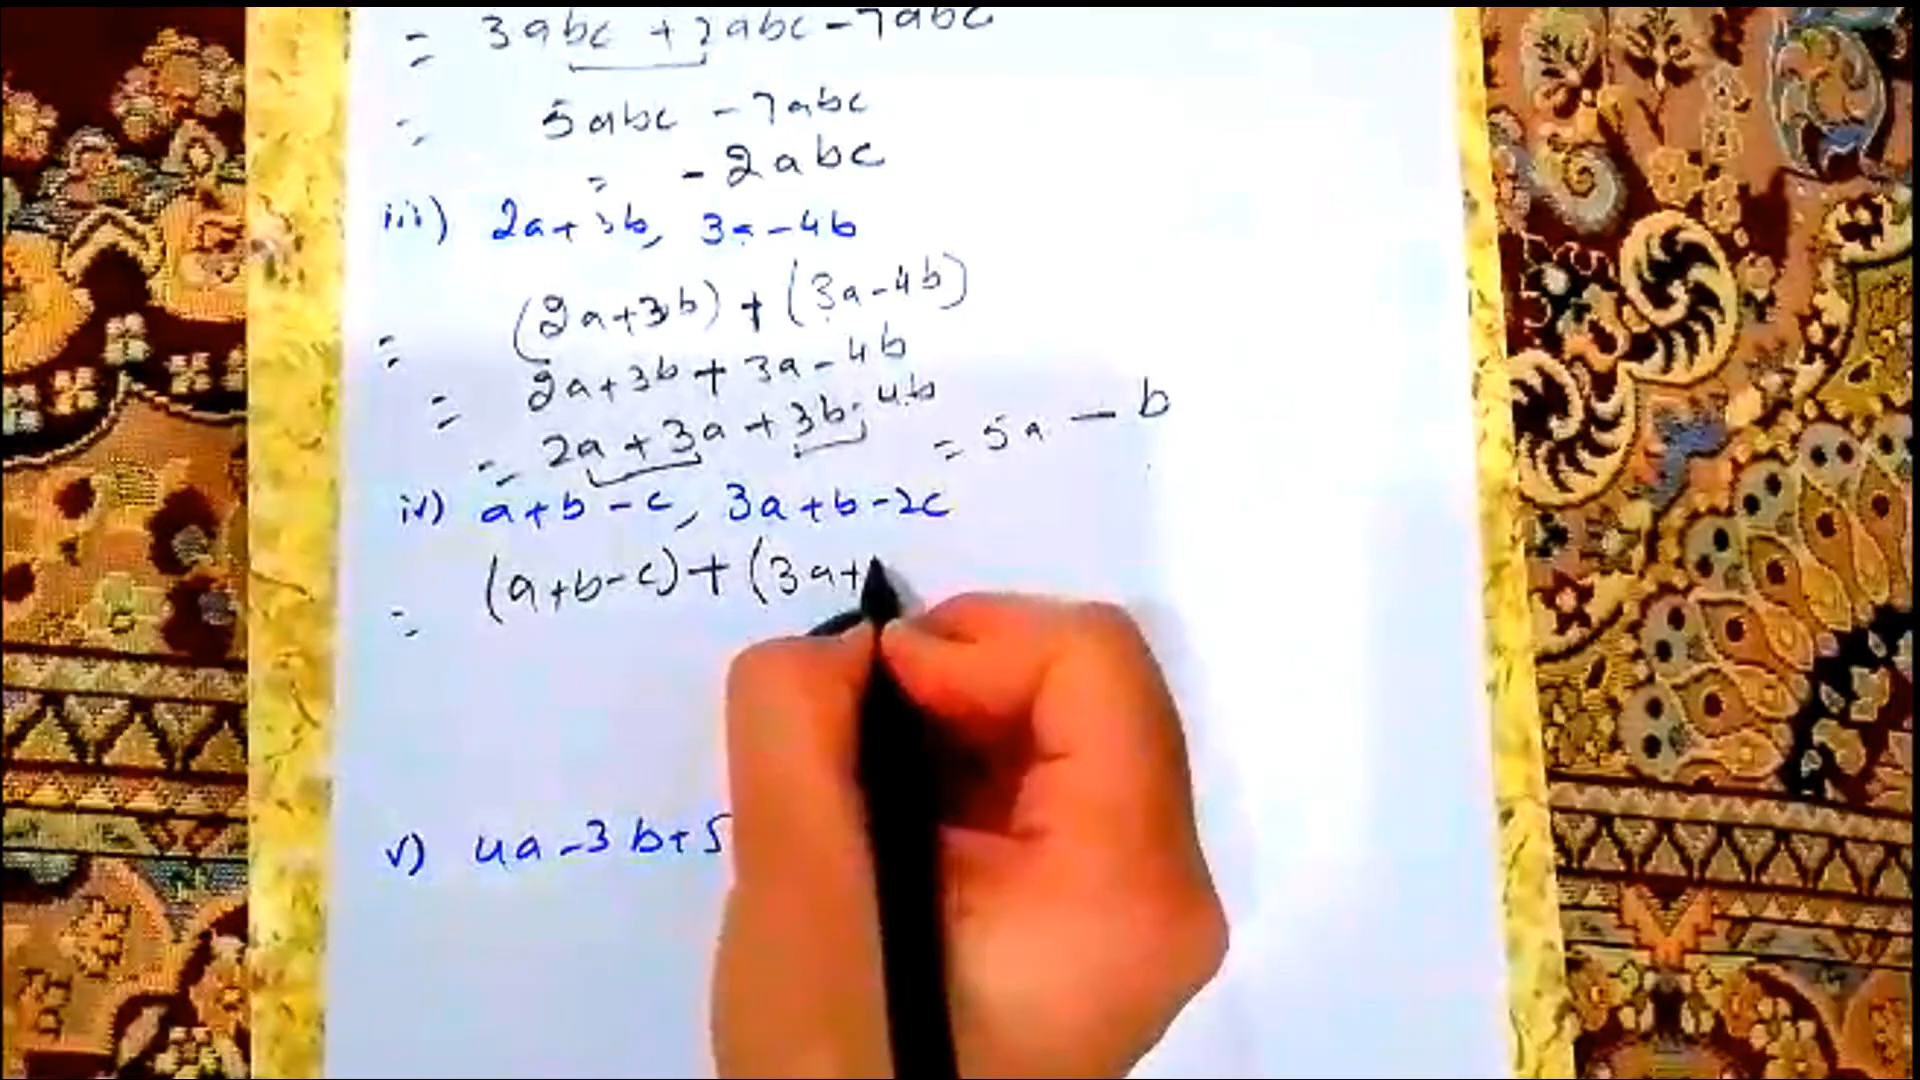 = 3abc + 2abc - 7abc
= 5abc - 7abc
= - 2abc
iii) 2a+3b, 3a-4b
= (2a+3b) + (3a-4b)
= 2a+3b + 3a-4b
= 2a + 3a + 3b - 4b = 5a - b
iv) a+b-c, 3a+b-2c
= (a+b-c)+(3a+
v) 4a-3b+5